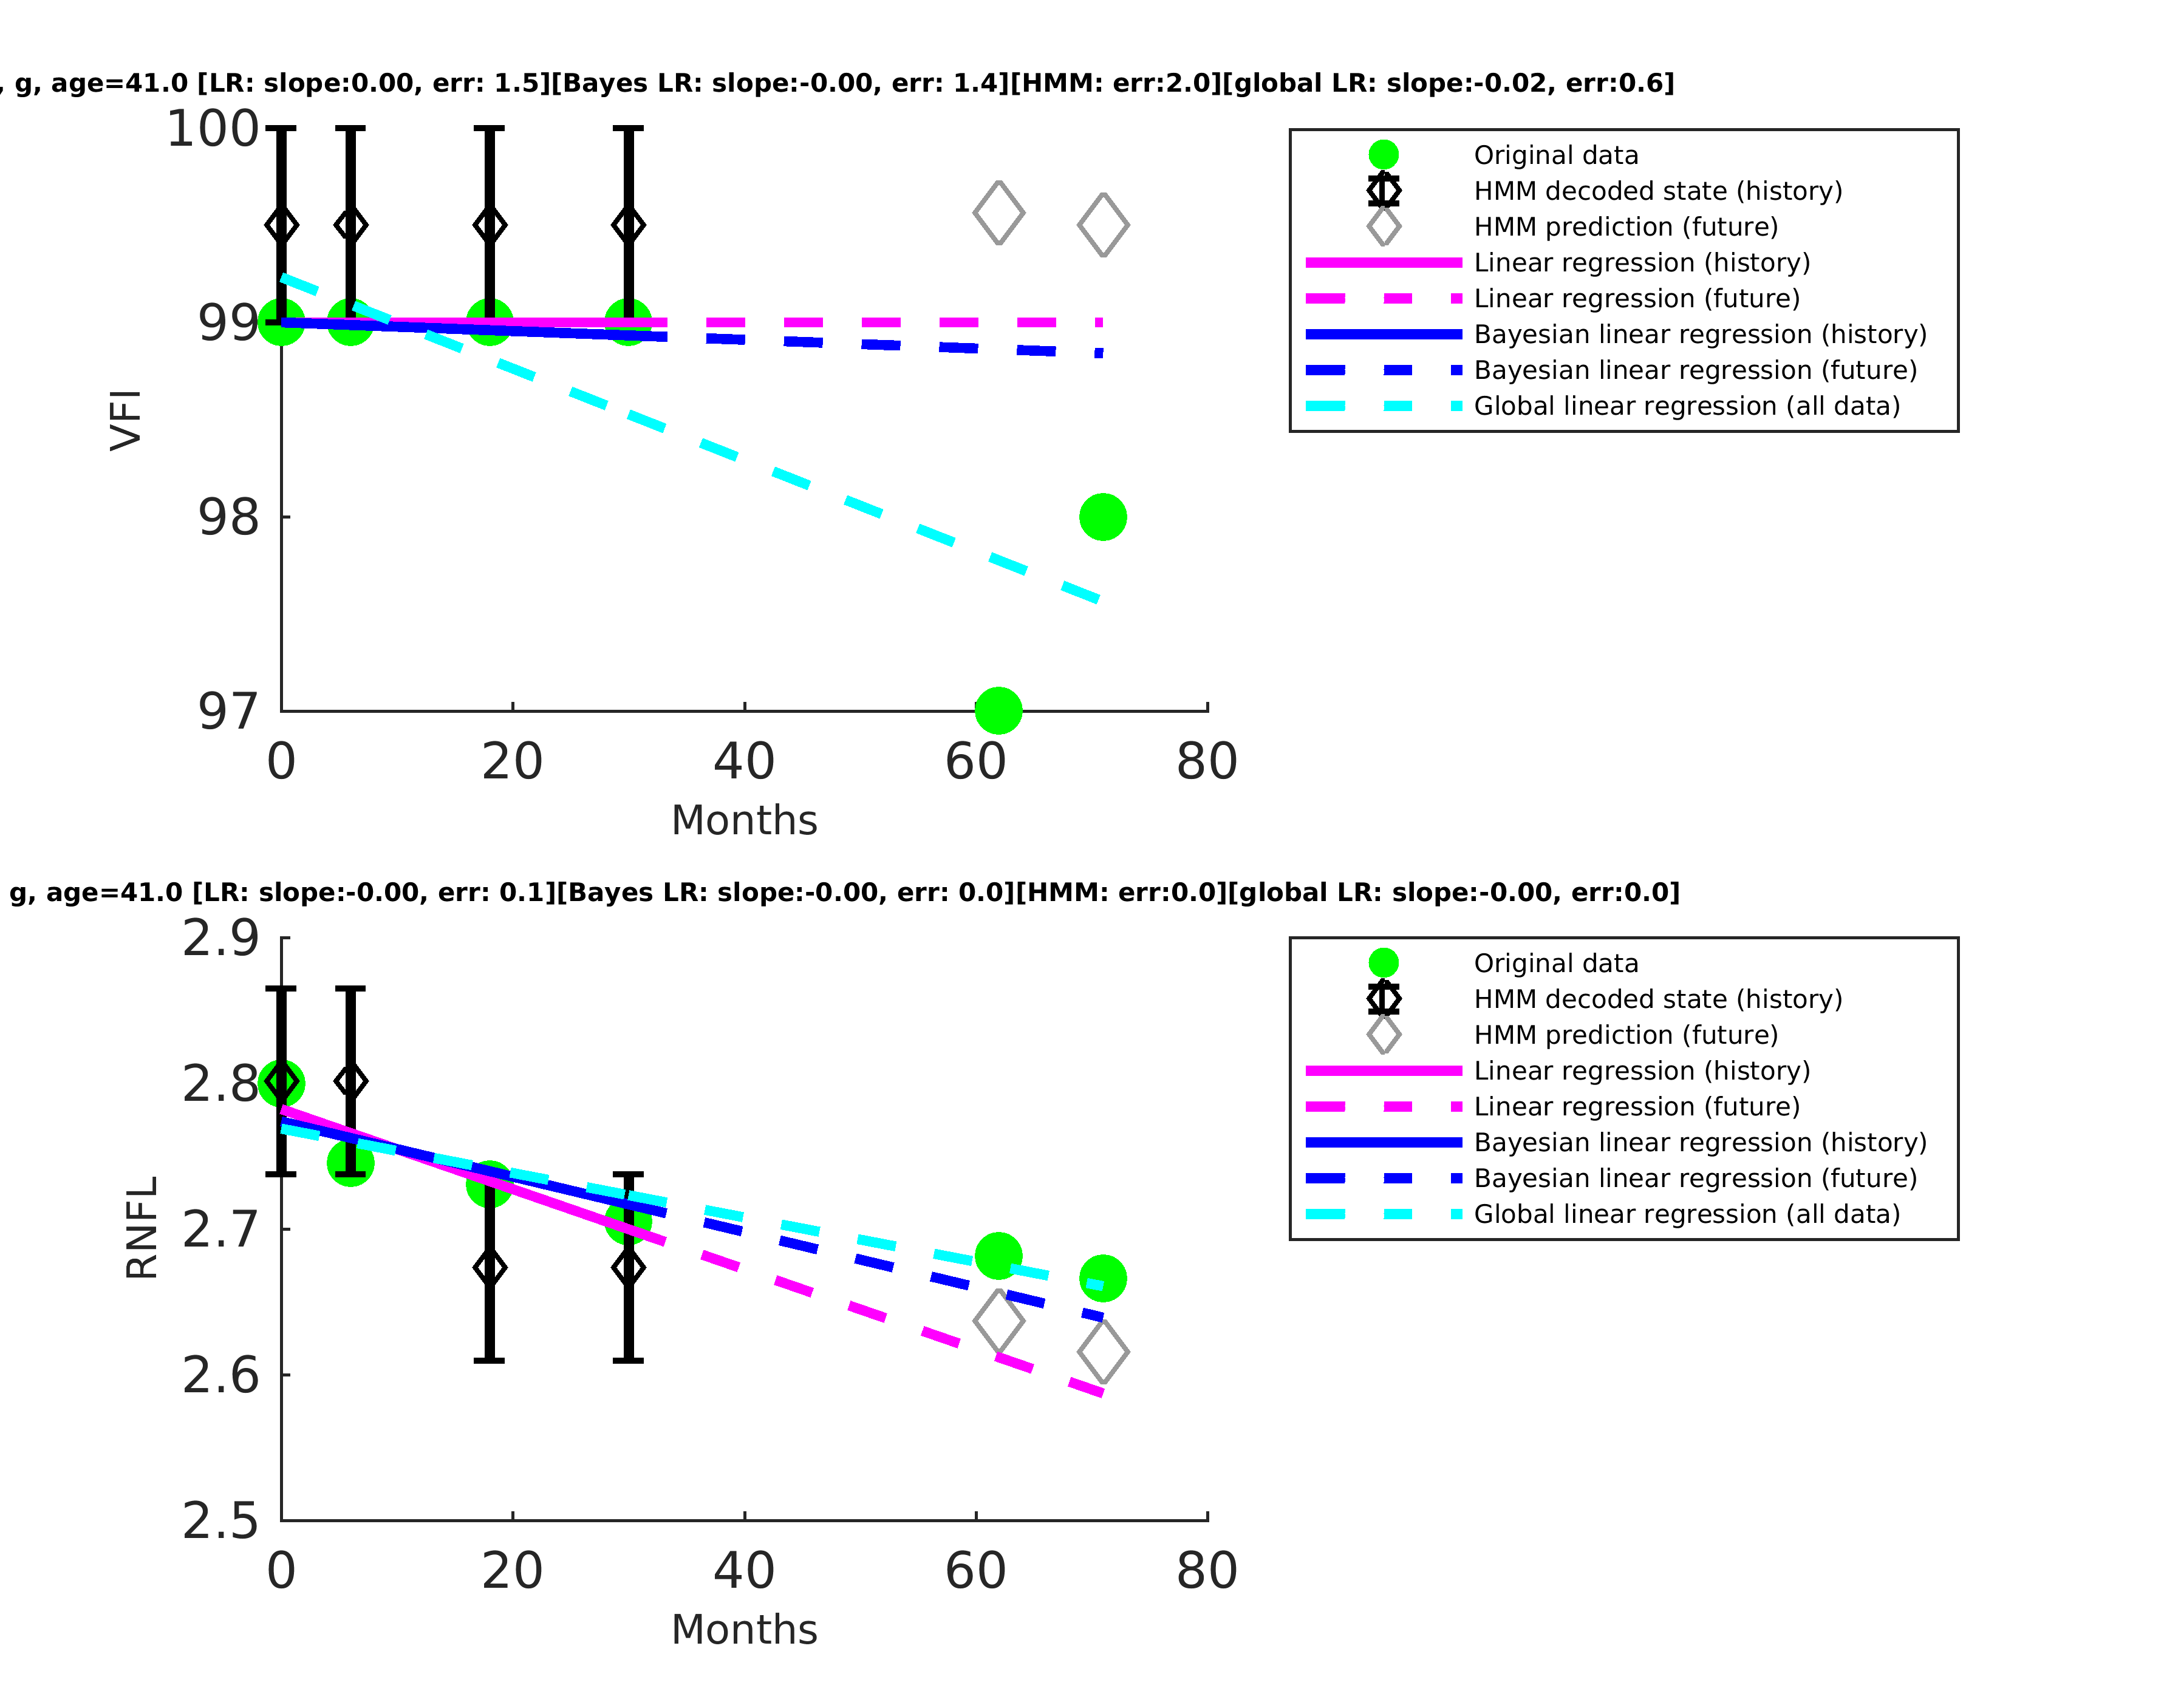 , g, age=41.0 [LR: slope:0.00, err: 1.5][Bayes LR: slope:-0.00, err: 1.4][HMM: err:2.0][global LR: slope:-0.02, err:0.6]
100
99
98
97
VFI
0 20 40 60 80
Months
Original data
HMM decoded state (history)
HMM prediction (future)
Linear regression (history)
Linear regression (future)
Bayesian linear regression (history)
Bayesian linear regression (future)
Global linear regression (all data)
g, age=41.0 [LR: slope:-0.00, err: 0.1][Bayes LR: slope:-0.00, err: 0.0][HMM: err:0.0][global LR: slope:-0.00, err:0.0]
2.9
2.8
2.7
2.6
2.5
RNFL
0 20 40 60 80
Months
Original data
HMM decoded state (history)
HMM prediction (future)
Linear regression (history)
Linear regression (future)
Bayesian linear regression (history)
Bayesian linear regression (future)
Global linear regression (all data)